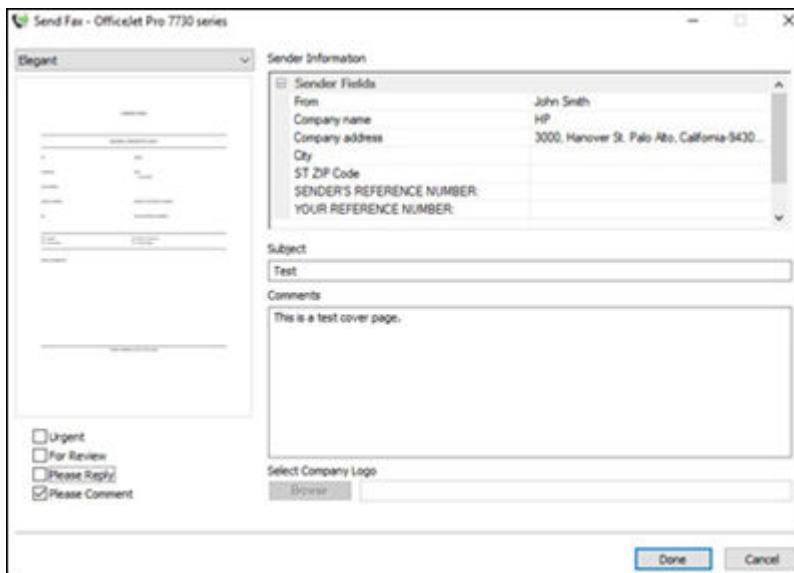 Send Fax - OfficeJet Pro 7730 series
Elegant
Sender Information
Sender Fields
From John Smith
Company name HP
Company address 3000, Hanover St. Palo Alto, California-9430...
City
ST ZIP Code
SENDER'S REFERENCE NUMBER:
YOUR REFERENCE NUMBER:
Subject
Test
Comments
This is a test cover page.
Urgent
For Review
Please Reply
Please Comment
Select Company Logo
Browse
Done Cancel